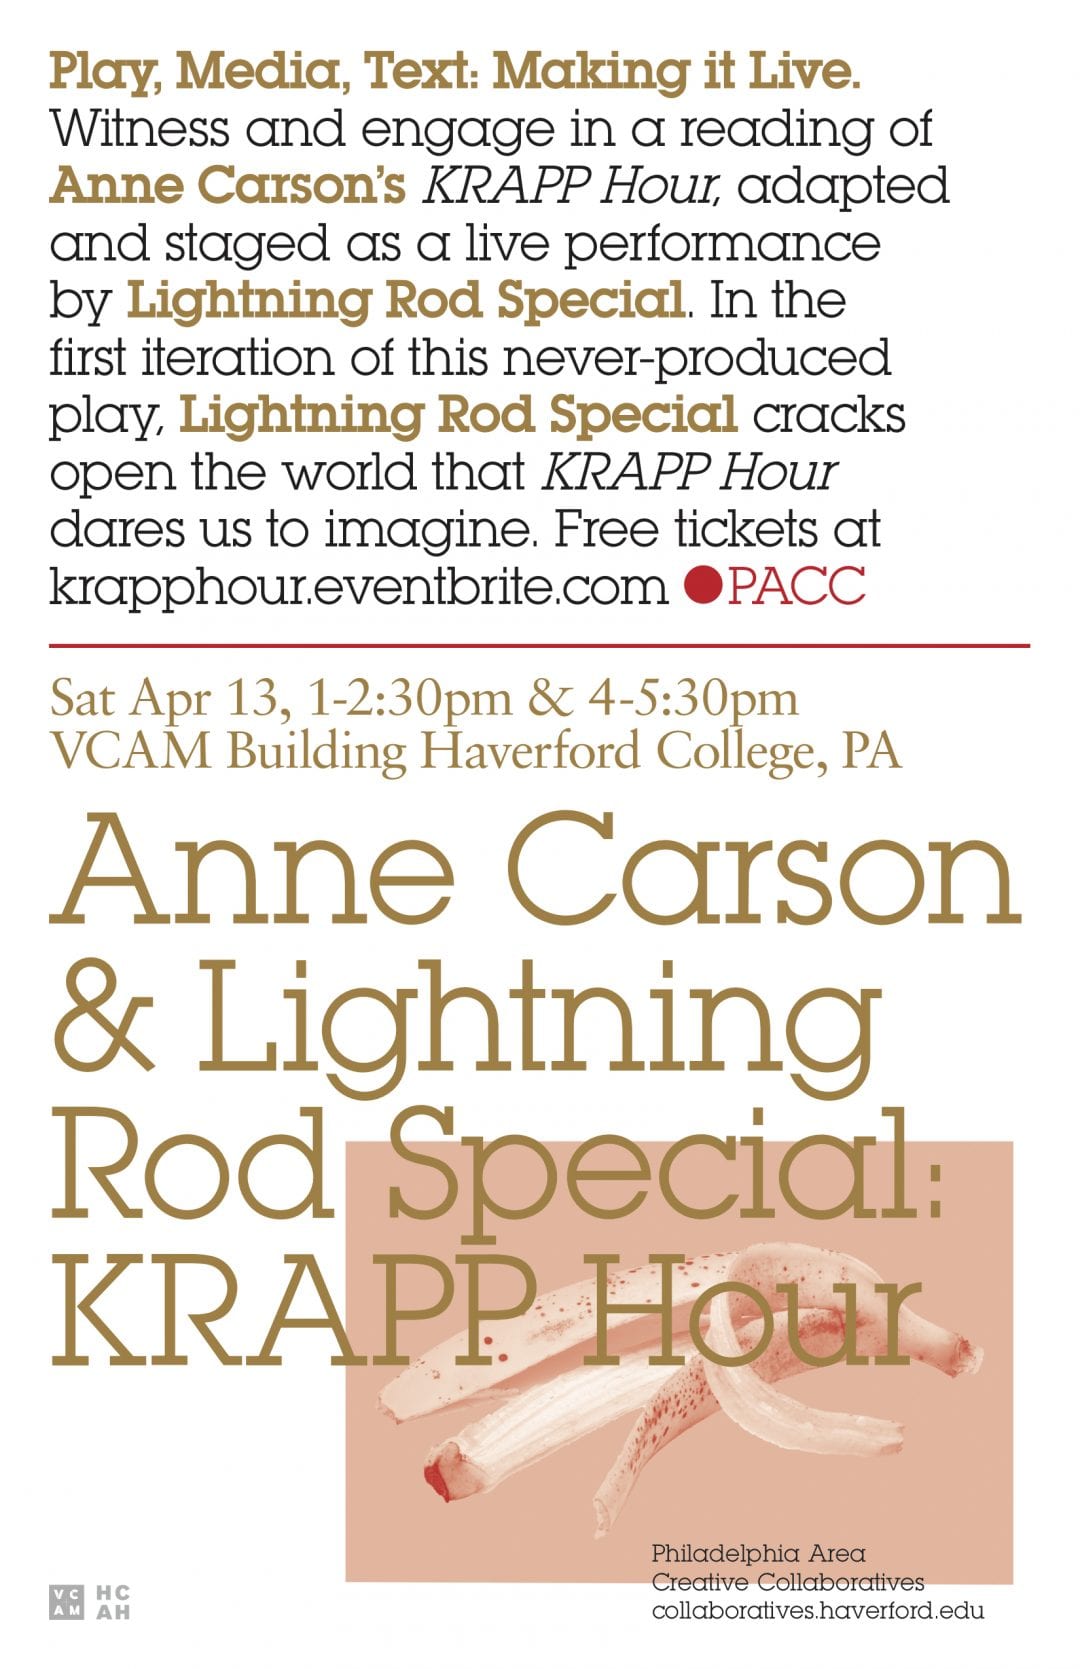 Play, Media, Text: Making it Live.
Witness and engage in a reading of
Anne Carson's KRAPP Hour, adapted
and staged as a live performance
by Lightning Rod Special. In the
first iteration of this never-produced
play, Lightning Rod Special cracks
open the world that KRAPP Hour
dares us to imagine. Free tickets at
krapphour.eventbrite.com ●PACC
Sat Apr 13, 1-2:30pm & 4-5:30pm
VCAM Building Haverford College, PA
Anne Carson
& Lightning
Rod Special:
KRAPP Hour
Philadelphia Area
Creative Collaboratives
collaboratives.haverford.edu
VC HC
AM AH